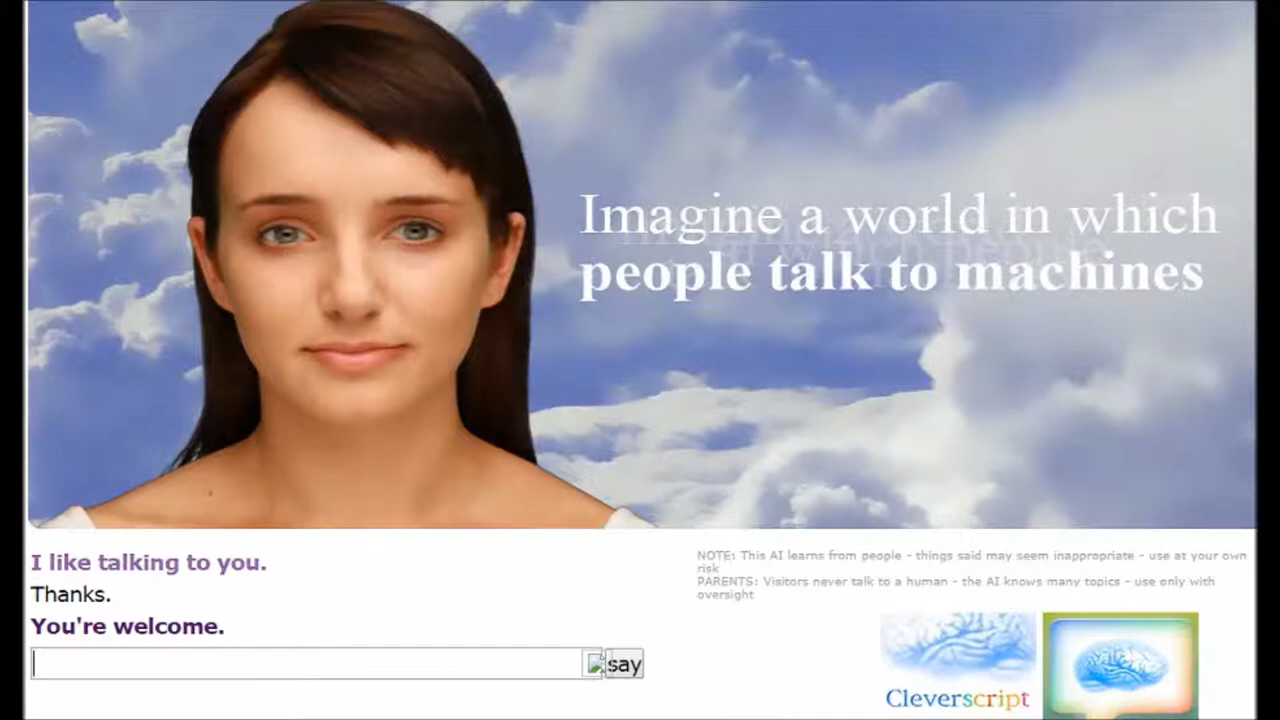 Imagine a world in which
people talk to machines
I like talking to you.
Thanks.
You're welcome.
say
NOTE: This AI learns from people - things said may seem inappropriate - use at your own
risk
PARENTS: Visitors never talk to a human - the AI knows many topics - use only with
oversight
Cleverscript